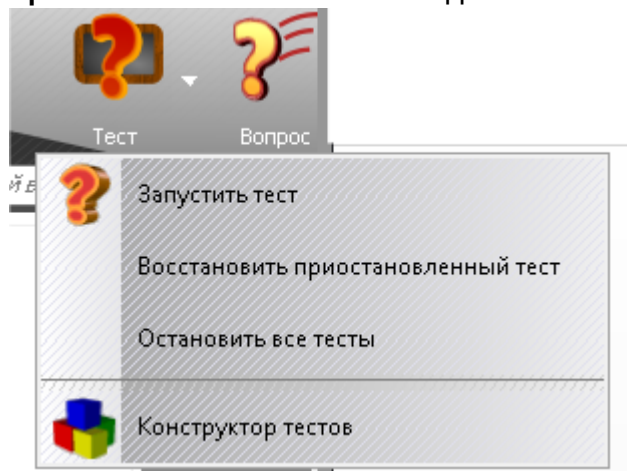 Тест Вопрос
Запустить тест
Восстановить приостановленный тест
Остановить все тесты
Конструктор тестов